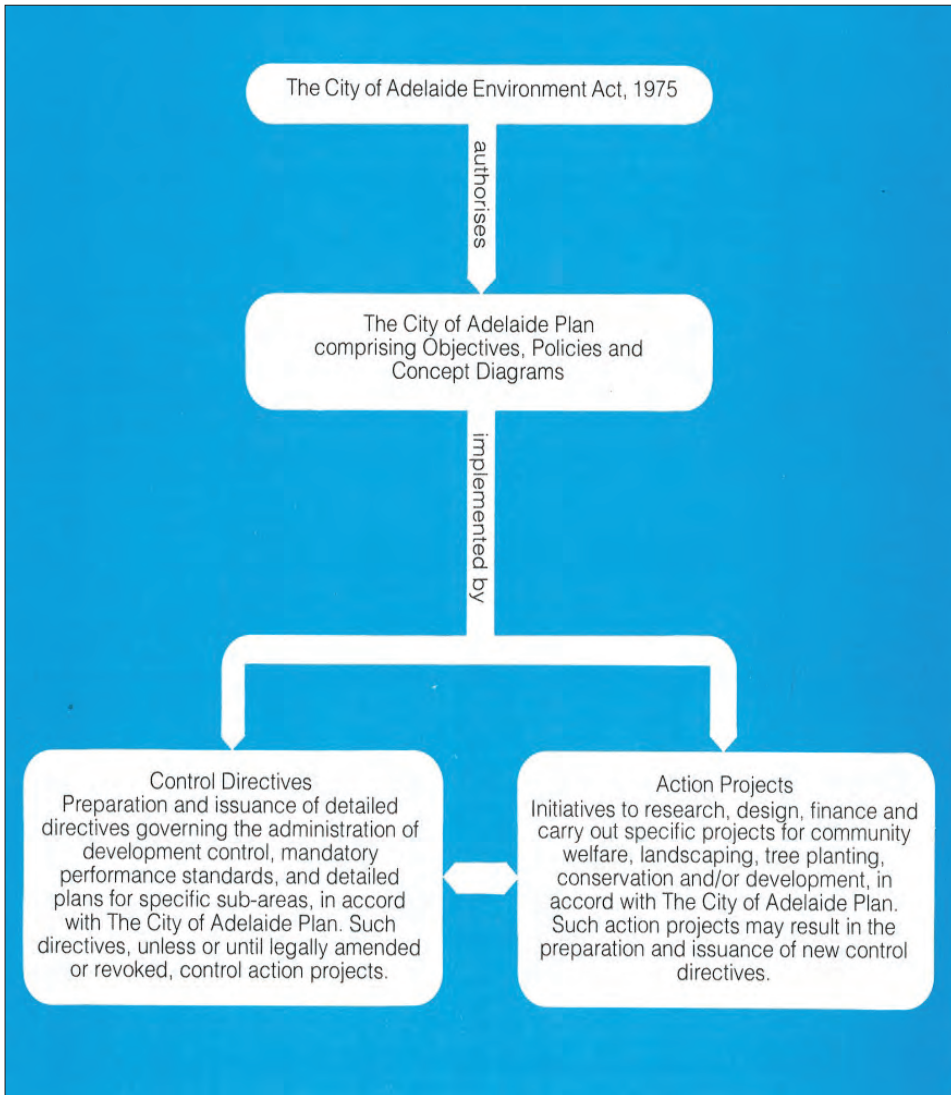 The City of Adelaide Environment Act, 1975
authorises
The City of Adelaide Plan
comprising Objectives, Policies and
Concept Diagrams
implemented by
Control Directives
Preparation and issuance of detailed
directives governing the administration of
development control, mandatory
performance standards, and detailed
plans for specific sub-areas, in accord
with The City of Adelaide Plan. Such
directives, unless or until legally amended
or revoked, control action projects.
Action Projects
Initiatives to research, design, finance and
carry out specific projects for community
welfare, landscaping, tree planting,
conservation and/or development, in
accord with The City of Adelaide Plan.
Such action projects may result in the
preparation and issuance of new control
directives.